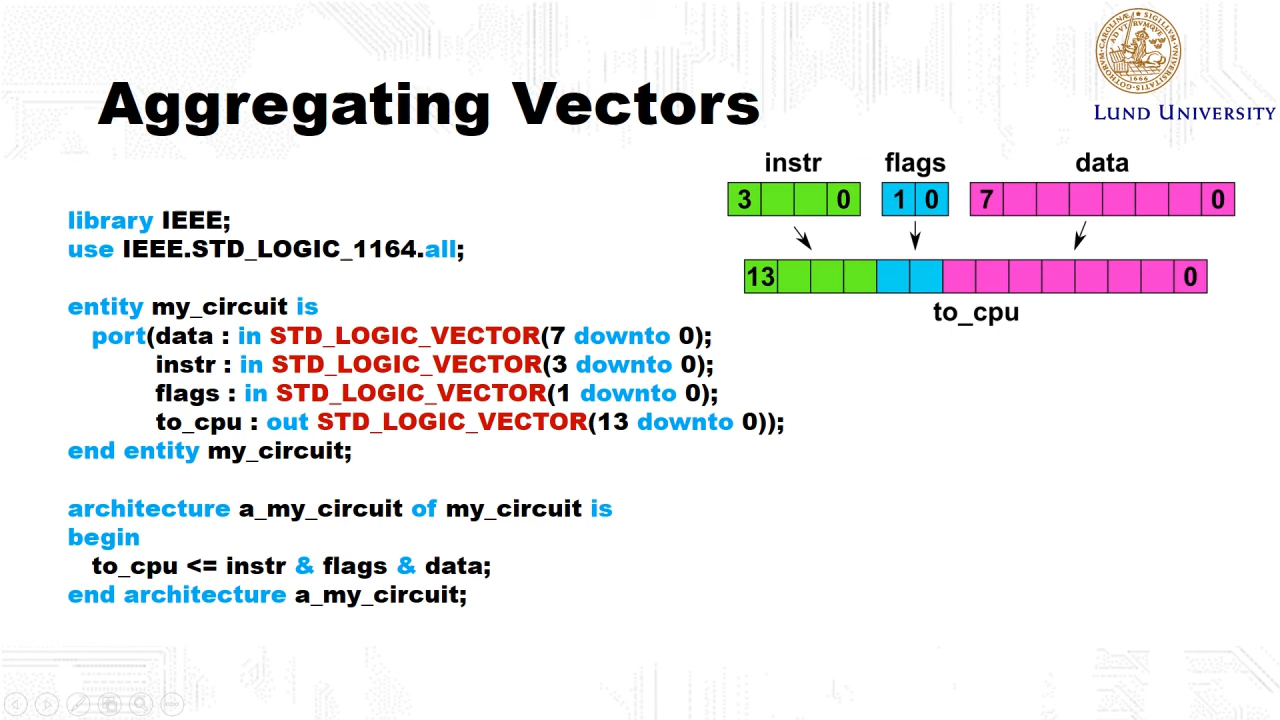 Aggregating Vectors
LUND UNIVERSITY
library IEEE;
use IEEE.STD_LOGIC_1164.all;
entity my_circuit is
port(data : in STD_LOGIC_VECTOR(7 downto 0);
instr : in STD_LOGIC_VECTOR(3 downto 0);
flags : in STD_LOGIC_VECTOR(1 downto 0);
to_cpu : out STD_LOGIC_VECTOR(13 downto 0));
end entity my_circuit;
architecture a_my_circuit of my_circuit is
begin
to_cpu <= instr & flags & data;
end architecture a_my_circuit;
instr flags data
3 0 1 0 7 0
13 0
to_cpu
1666